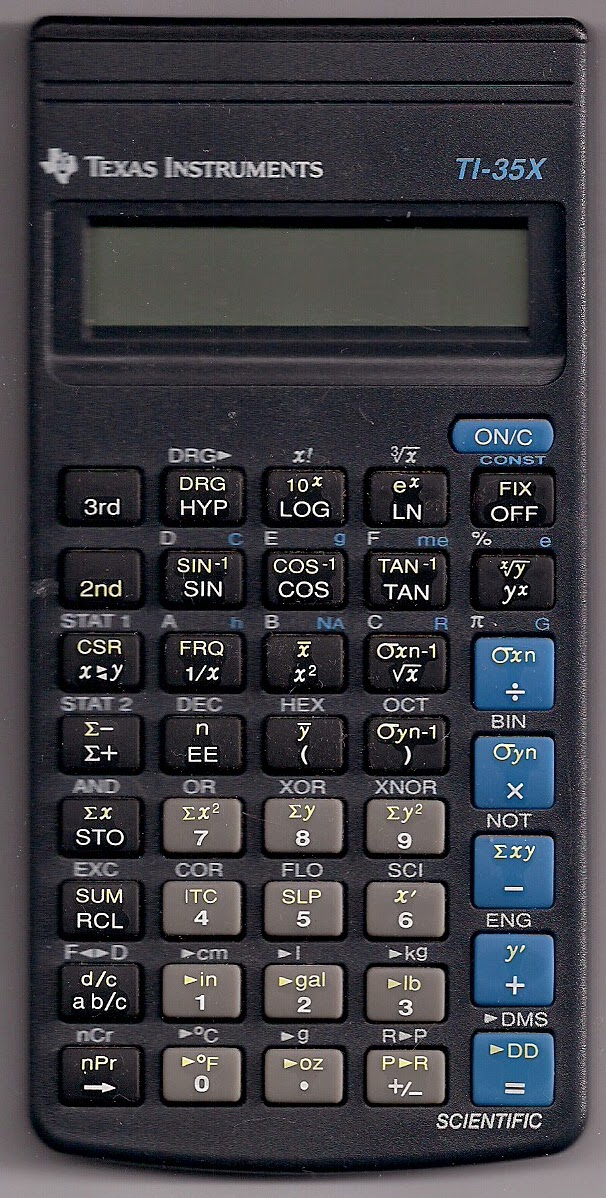 TEXAS INSTRUMENTS TI-35X
ON/C
DRG► x! ∛x CONST
DRG 10ˣ eˣ FIX
3rd HYP LOG LN OFF
D C E g F me % e
SIN⁻¹ COS⁻¹ TAN⁻¹ ˣ√y
2nd SIN COS TAN yˣ
STAT 1 A h B NA C R π G
CSR FRQ x̅ σxn-1 σxn
x≷y 1/x x² √x ÷
STAT 2 DEC HEX OCT BIN
Σ− n y̅ σyn-1 σyn
Σ+ EE ( ) ×
AND OR XOR XNOR NOT
Σx Σx² Σy Σy² Σxy
STO 7 8 9 −
EXC COR FLO SCI ENG
SUM ITC SLP x′ y′
RCL 4 5 6 +
F◄►D ►cm ►l ►kg ►DMS
d/c ►in ►gal ►lb ►DD
a b/c 1 2 3 =
nCr ►°C ►g R►P
nPr ►°F ►oz P►R
→ 0 • +/−
SCIENTIFIC